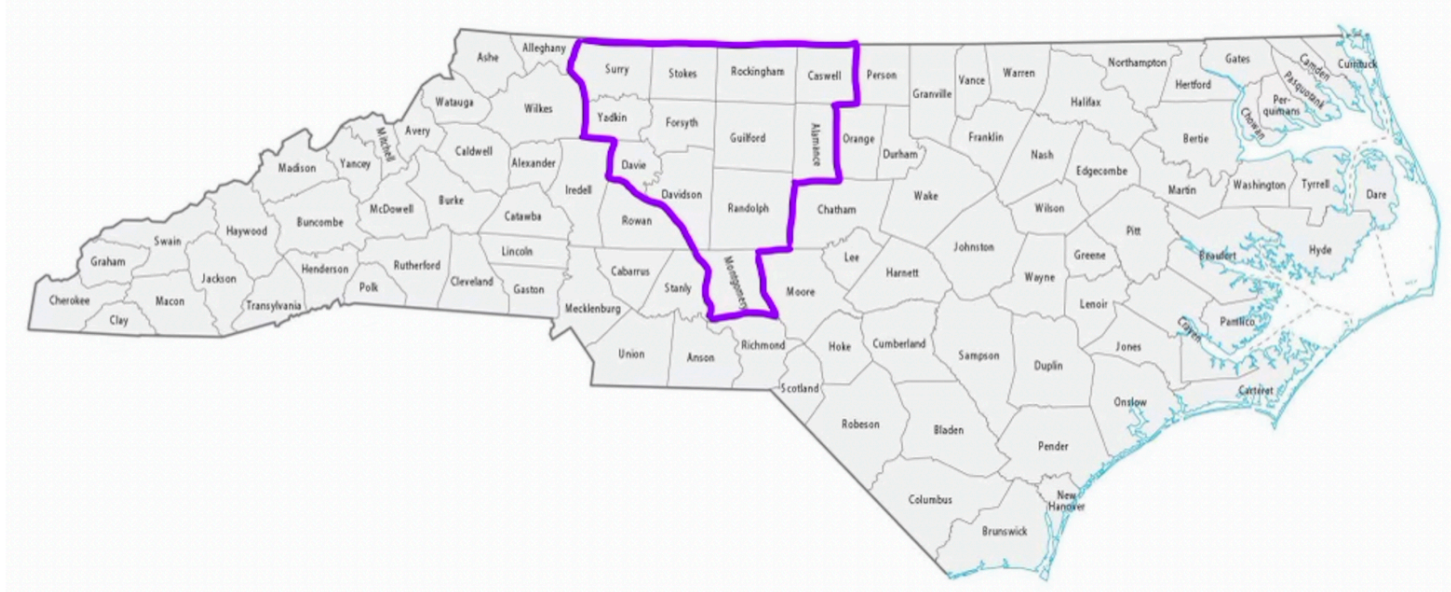 Ashe
Alleghany
Surry
Stokes
Rockingham
Caswell
Person
Granville
Vance
Warren
Northampton
Gates
Camden
Currituck
Pasquotank
Per-
quimans
Chowan
Hertford
Halifax
Bertie
Watauga
Wilkes
Yadkin
Forsyth
Guilford
Alamance
Orange
Durham
Franklin
Nash
Edgecombe
Martin
Washington
Tyrrell
Dare
Mitchell
Avery
Caldwell
Alexander
Davie
Davidson
Madison
Yancey
Iredell
Randolph
Chatham
Wake
Wilson
Pitt
Hyde
Beaufort
Burke
McDowell
Buncombe
Haywood
Catawba
Rowan
Swain
Graham
Jackson
Henderson
Rutherford
Lincoln
Cleveland
Gaston
Polk
Transylvania
Macon
Cherokee
Clay
Cabarrus
Stanly
Montgomery
Moore
Lee
Harnett
Johnston
Greene
Wayne
Lenoir
Craven
Pamlico
Mecklenburg
Union
Anson
Richmond
Hoke
Cumberland
Sampson
Duplin
Jones
Carteret
Onslow
Scotland
Robeson
Bladen
Pender
Columbus
New
Hanover
Brunswick